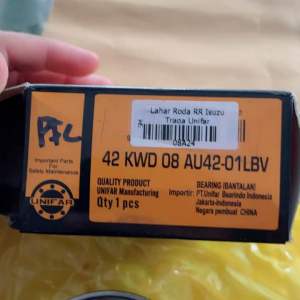 Lahar Roda RR Isuzu
Traga Unifar
08A24
PFL
Important Parts
For
Safety Maintenance
UNIFAR
42 KWD 08 AU42-01LBV
QUALITY PRODUCT
UNIFAR Manufacturing
Qty 1 pcs
BEARING (BANTALAN)
Importir: PT.Unifar Bearindo Indonesia
Jakarta-Indonesia
Negara pembuat CHINA